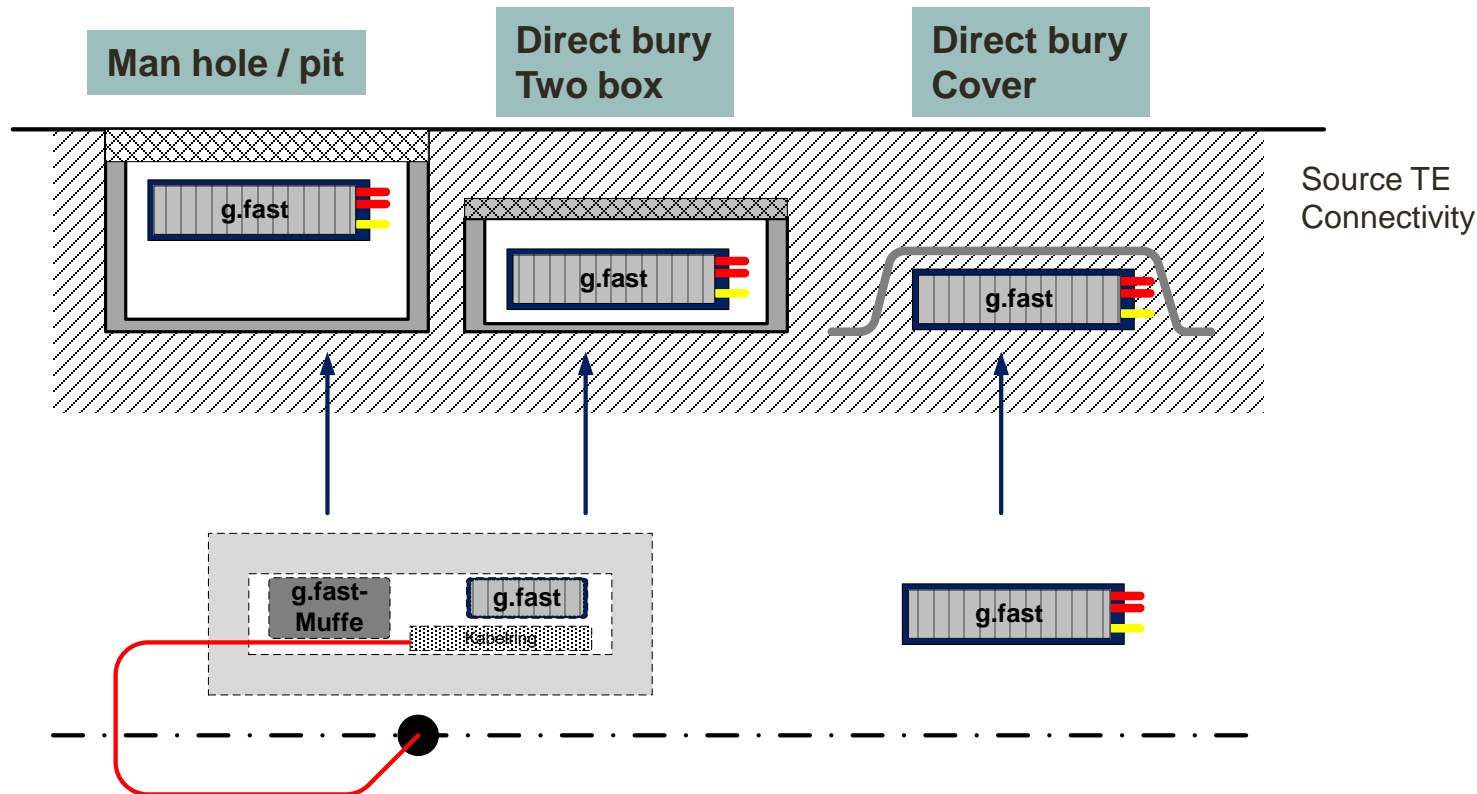 Man hole / pit
Direct bury
Two box
Direct bury
Cover
Source TE
Connectivity
g.fast
g.fast
g.fast
g.fast-
Muffe
g.fast
Kabelring
g.fast